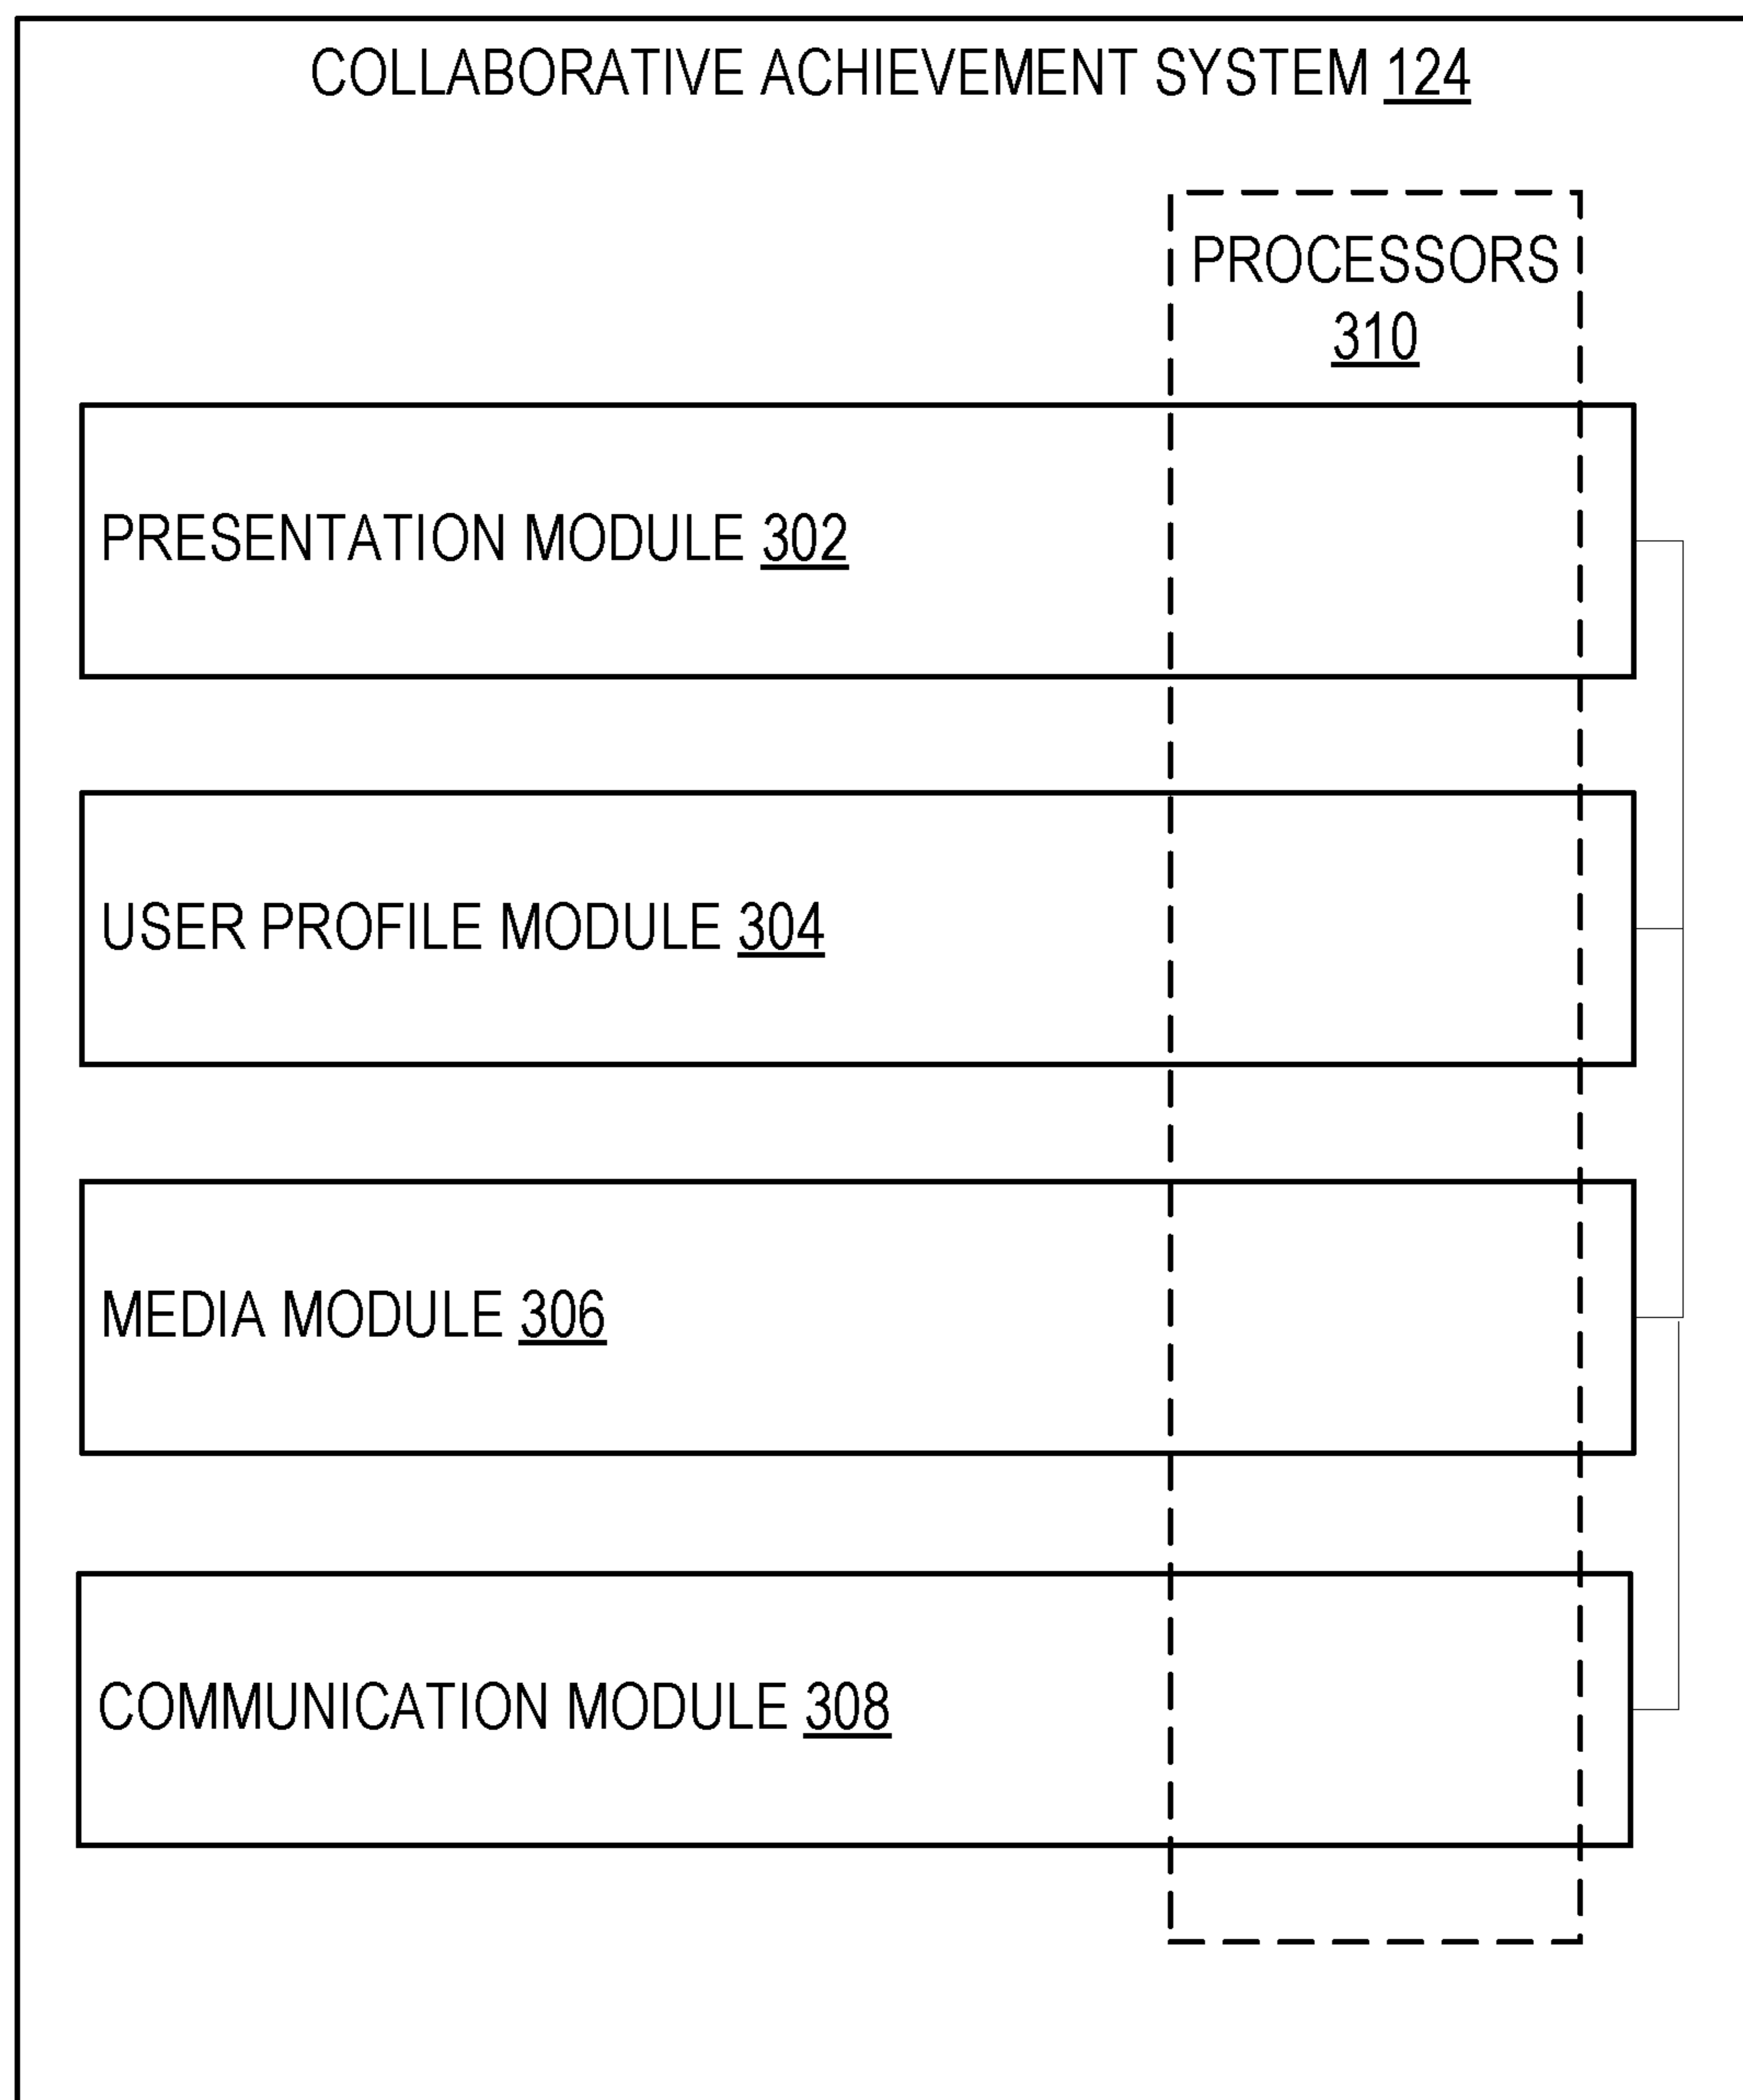 COLLABORATIVE ACHIEVEMENT SYSTEM 124
PROCESSORS
310
PRESENTATION MODULE 302
USER PROFILE MODULE 304
MEDIA MODULE 306
COMMUNICATION MODULE 308